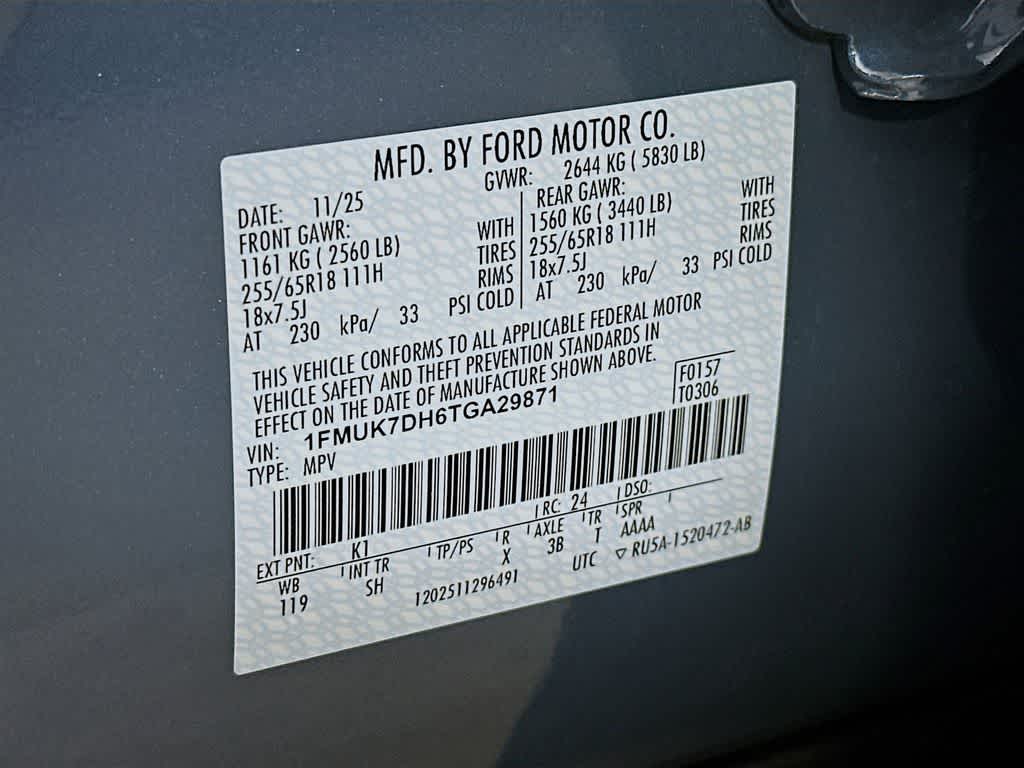 MFD. BY FORD MOTOR CO.
DATE: 11/25 GVWR: 2644 KG ( 5830 LB)
FRONT GAWR: WITH REAR GAWR: WITH
1161 KG ( 2560 LB) TIRES 1560 KG ( 3440 LB) TIRES
255/65R18 111H RIMS 255/65R18 111H RIMS
18x7.5J 18x7.5J
AT 230 kPa/ 33 PSI COLD AT 230 kPa/ 33 PSI COLD
THIS VEHICLE CONFORMS TO ALL APPLICABLE FEDERAL MOTOR
VEHICLE SAFETY AND THEFT PREVENTION STANDARDS IN
EFFECT ON THE DATE OF MANUFACTURE SHOWN ABOVE.
F0157
T0306
VIN: 1FMUK7DH6TGA29871
TYPE: MPV
EXT PNT: K1 RC: 24 DSO:
WB INT TR TP/PS R AXLE TR SPR
119 SH X 3B T AAAA
1202511296491 UTC ▽ RU5A-1520472-AB